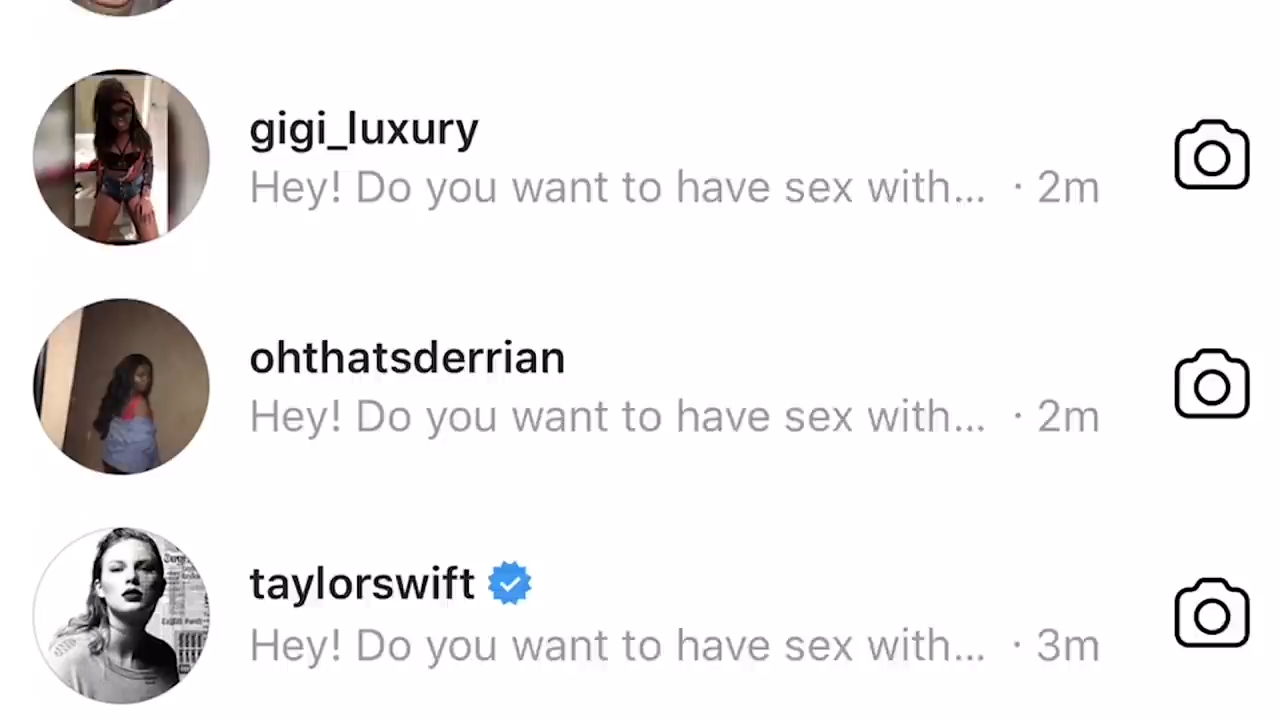 gigi_luxury
Hey! Do you want to have sex with... · 2m
ohthatsderrian
Hey! Do you want to have sex with... · 2m
taylorswift
Hey! Do you want to have sex with... · 3m